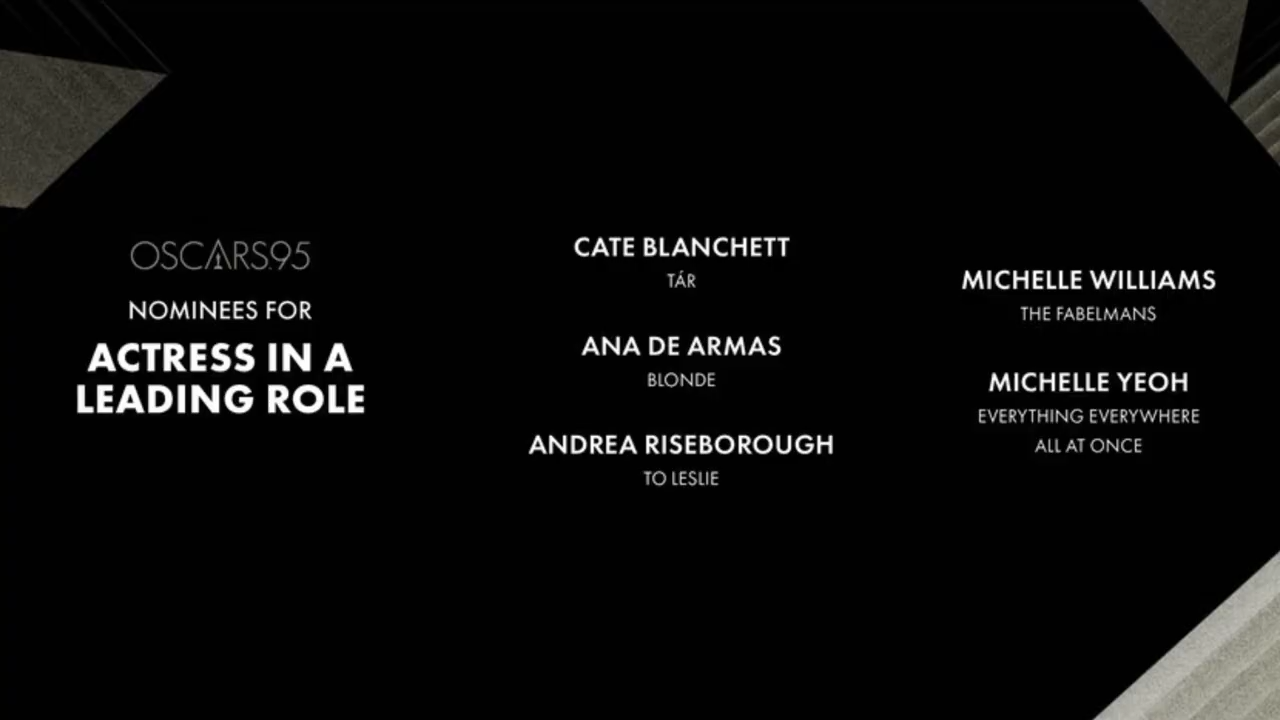 OSCARS95
NOMINEES FOR
ACTRESS IN A
LEADING ROLE
CATE BLANCHETT
TÁR
ANA DE ARMAS
BLONDE
ANDREA RISEBOROUGH
TO LESLIE
MICHELLE WILLIAMS
THE FABELMANS
MICHELLE YEOH
EVERYTHING EVERYWHERE
ALL AT ONCE